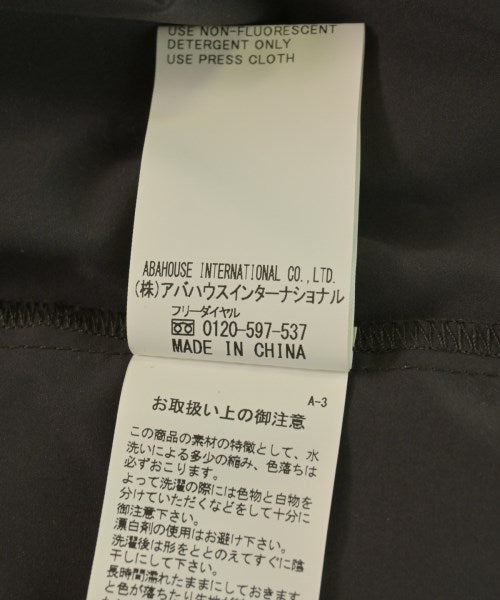 USE NON-FLUORESCENT
DETERGENT ONLY
USE PRESS CLOTH
ABAHOUSE INTERNATIONAL CO.,LTD.
(株)アバハウスインターナショナル
フリーダイヤル
0120-597-537
MADE IN CHINA
A-3
お取扱い上の御注意
この商品の素材の特徴として、水
洗いによる多少の縮み、色落ちは
必ずおこります。
よって洗濯の際には色物と白物を
分けていただくなどをして十分に
御注意下さい。
漂白剤の使用はお避け下さい。
洗濯後は形をととのえてすぐに陰
干しにして下さい。
長時間濡れたままにしておきます
と色が落ちたり生地が